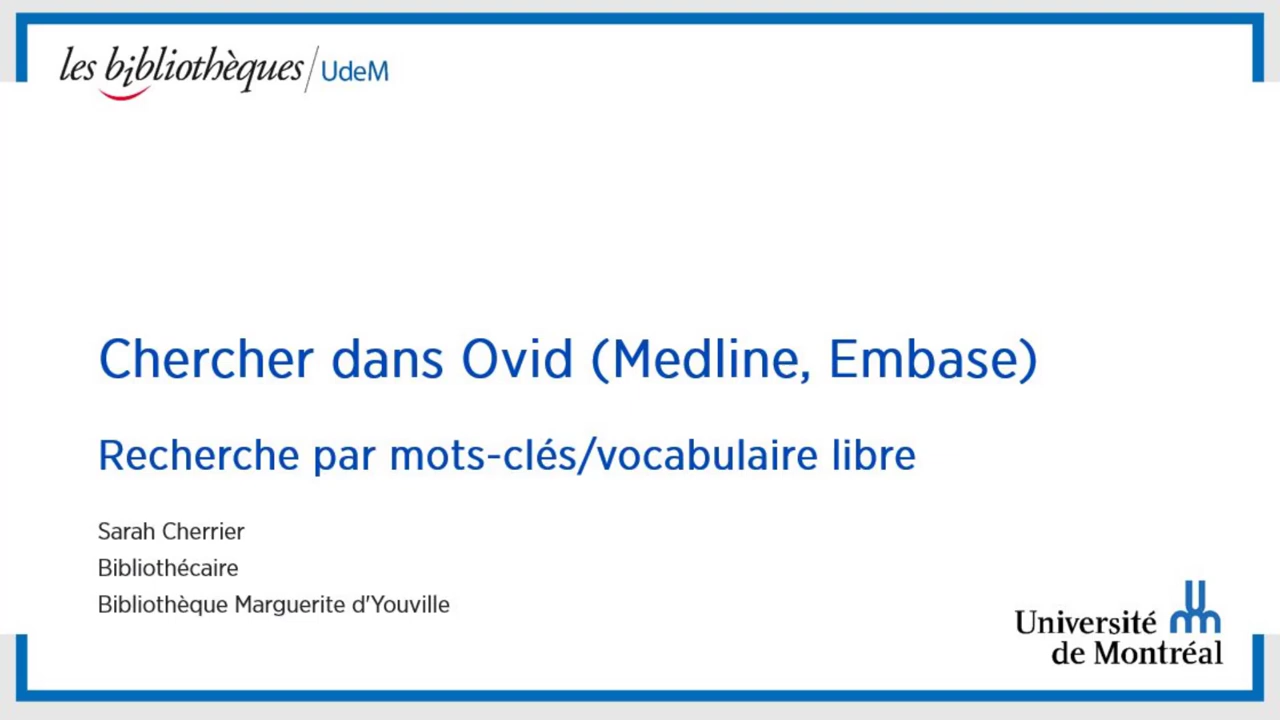 les bibliothèques/UdeM
Chercher dans Ovid (Medline, Embase)
Recherche par mots-clés/vocabulaire libre
Sarah Cherrier
Bibliothécaire
Bibliothèque Marguerite d'Youville
Université
de Montréal